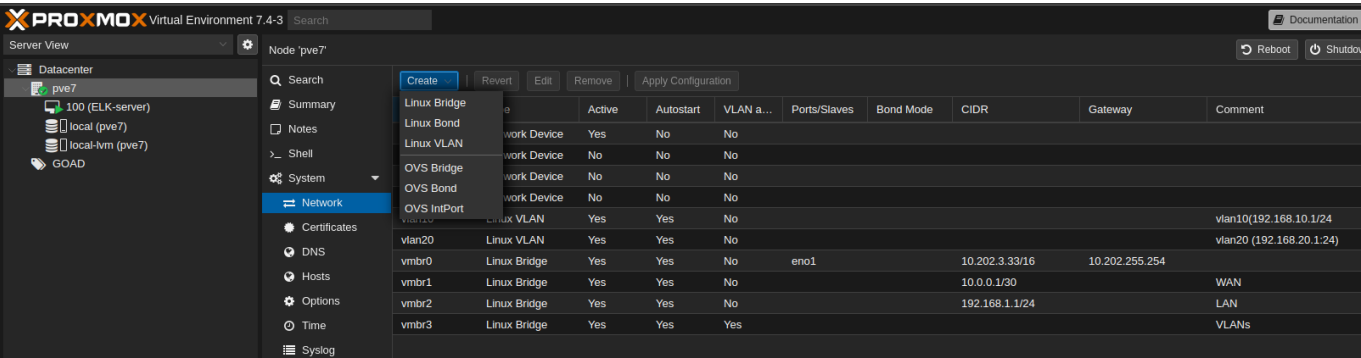 PROXMOX Virtual Environment 7.4-3 Search Documentation
Server View Node 'pve7' Reboot Shutdov
Datacenter
pve7
100 (ELK-server)
local (pve7)
local-lvm (pve7)
GOAD
Search
Summary
Notes
Shell
System
Network
Certificates
DNS
Hosts
Options
Time
Syslog
Create Revert Edit Remove Apply Configuration
Linux Bridge
Linux Bond
Linux VLAN
OVS Bridge
OVS Bond
OVS IntPort
Active Autostart VLAN a... Ports/Slaves Bond Mode CIDR Gateway Comment
work Device Yes No No
work Device No No No
work Device No No No
work Device No No No
vlan10 Linux VLAN Yes Yes No vlan10(192.168.10.1/24
vlan20 Linux VLAN Yes Yes No vlan20 (192.168.20.1:24)
vmbr0 Linux Bridge Yes Yes No eno1 10.202.3.33/16 10.202.255.254
vmbr1 Linux Bridge Yes Yes No 10.0.0.1/30 WAN
vmbr2 Linux Bridge Yes Yes No 192.168.1.1/24 LAN
vmbr3 Linux Bridge Yes Yes Yes VLANs